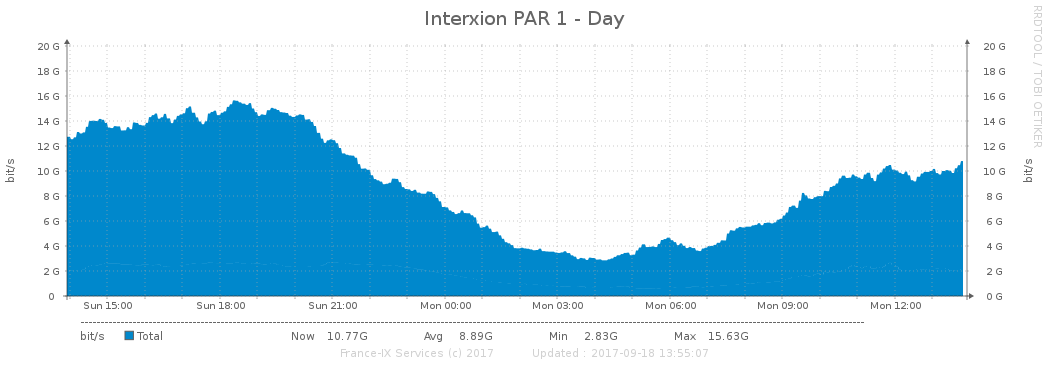 Interxion PAR 1 - Day
RRDTOOL / TOBI OETIKER
20 G 20 G
18 G 18 G
16 G 16 G
14 G 14 G
12 G 12 G
10 G 10 G
8 G 8 G
6 G 6 G
4 G 4 G
2 G 2 G
0 0 G
bit/s
bit/s
Sun 15:00 Sun 18:00 Sun 21:00 Mon 00:00 Mon 03:00 Mon 06:00 Mon 09:00 Mon 12:00
bit/s Total Now 10.77G Avg 8.89G Min 2.83G Max 15.63G
France-IX Services (c) 2017 Updated : 2017-09-18 13:55:07